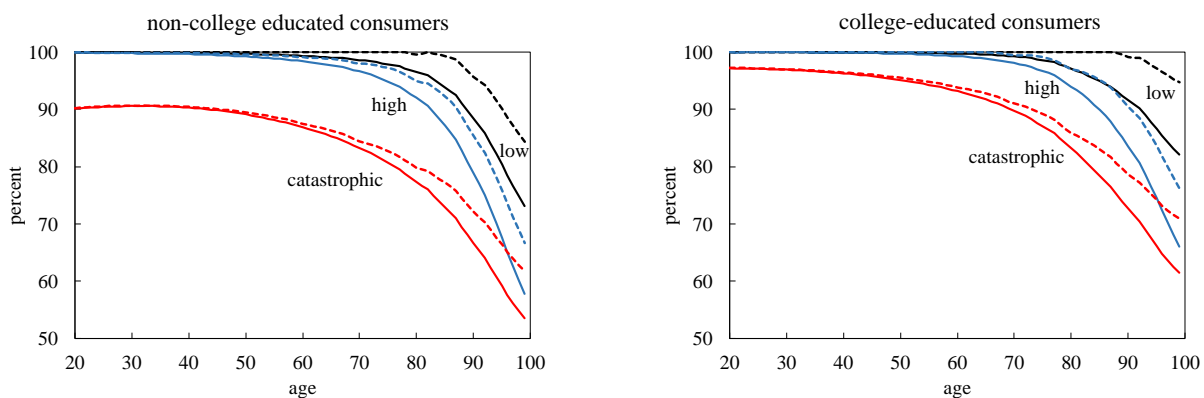 non-college educated consumers
percent
100
90
80
70
60
50
high
low
catastrophic
20 30 40 50 60 70 80 90 100
age
college-educated consumers
percent
100
90
80
70
60
50
high
low
catastrophic
20 30 40 50 60 70 80 90 100
age